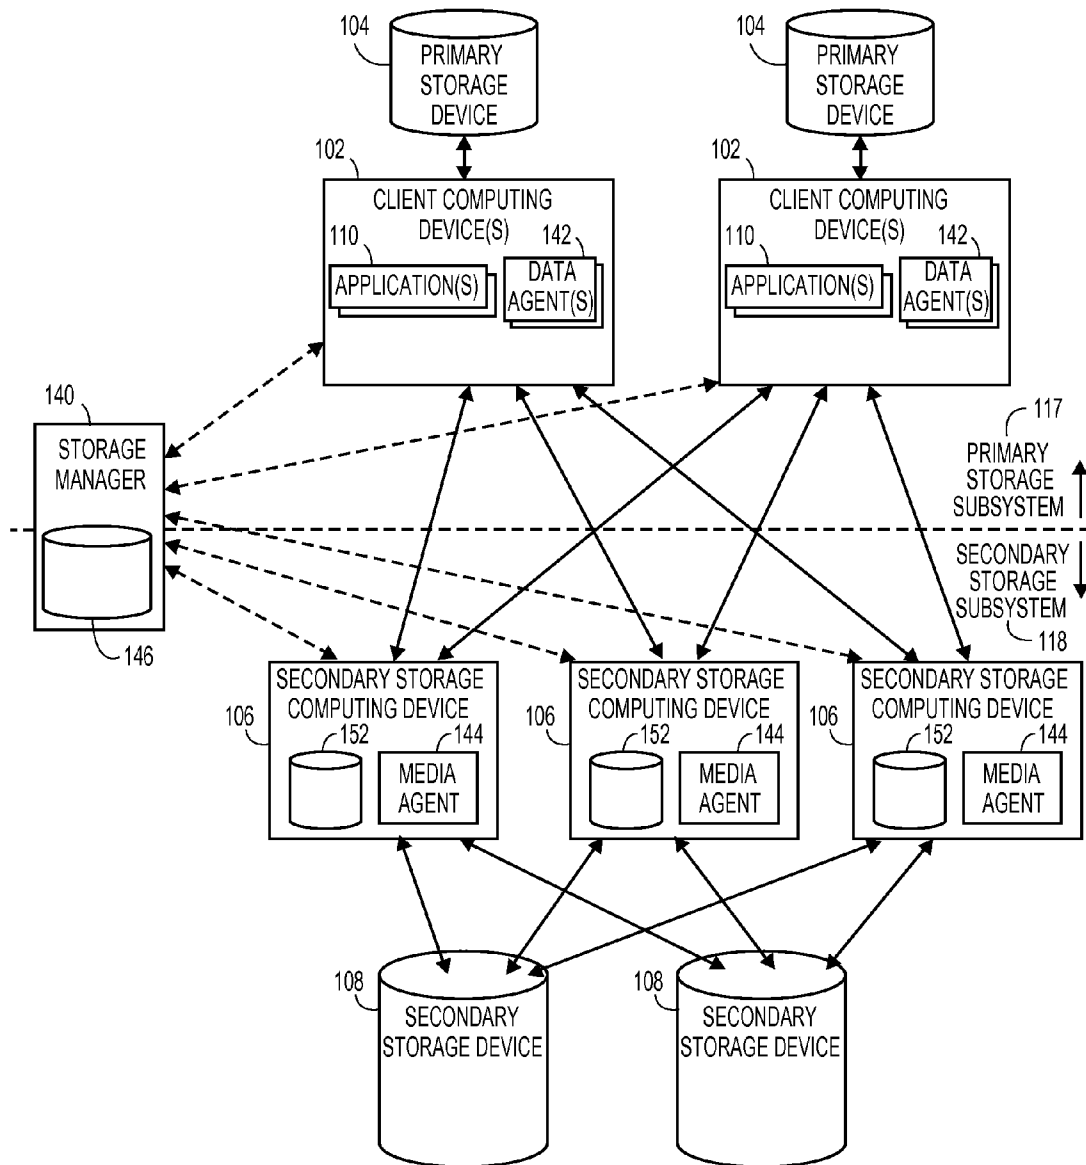 104
PRIMARY
STORAGE
DEVICE
104
PRIMARY
STORAGE
DEVICE
102
CLIENT COMPUTING
DEVICE(S)
110
142
APPLICATION(S)
DATA
AGENT(S)
102
CLIENT COMPUTING
DEVICE(S)
110
142
APPLICATION(S)
DATA
AGENT(S)
140
STORAGE
MANAGER
146
117
PRIMARY
STORAGE
SUBSYSTEM
SECONDARY
STORAGE
SUBSYSTEM
118
SECONDARY STORAGE
COMPUTING DEVICE
106
152
144
MEDIA
AGENT
SECONDARY STORAGE
COMPUTING DEVICE
106
152
144
MEDIA
AGENT
SECONDARY STORAGE
COMPUTING DEVICE
106
152
144
MEDIA
AGENT
108
SECONDARY
STORAGE DEVICE
108
SECONDARY
STORAGE DEVICE